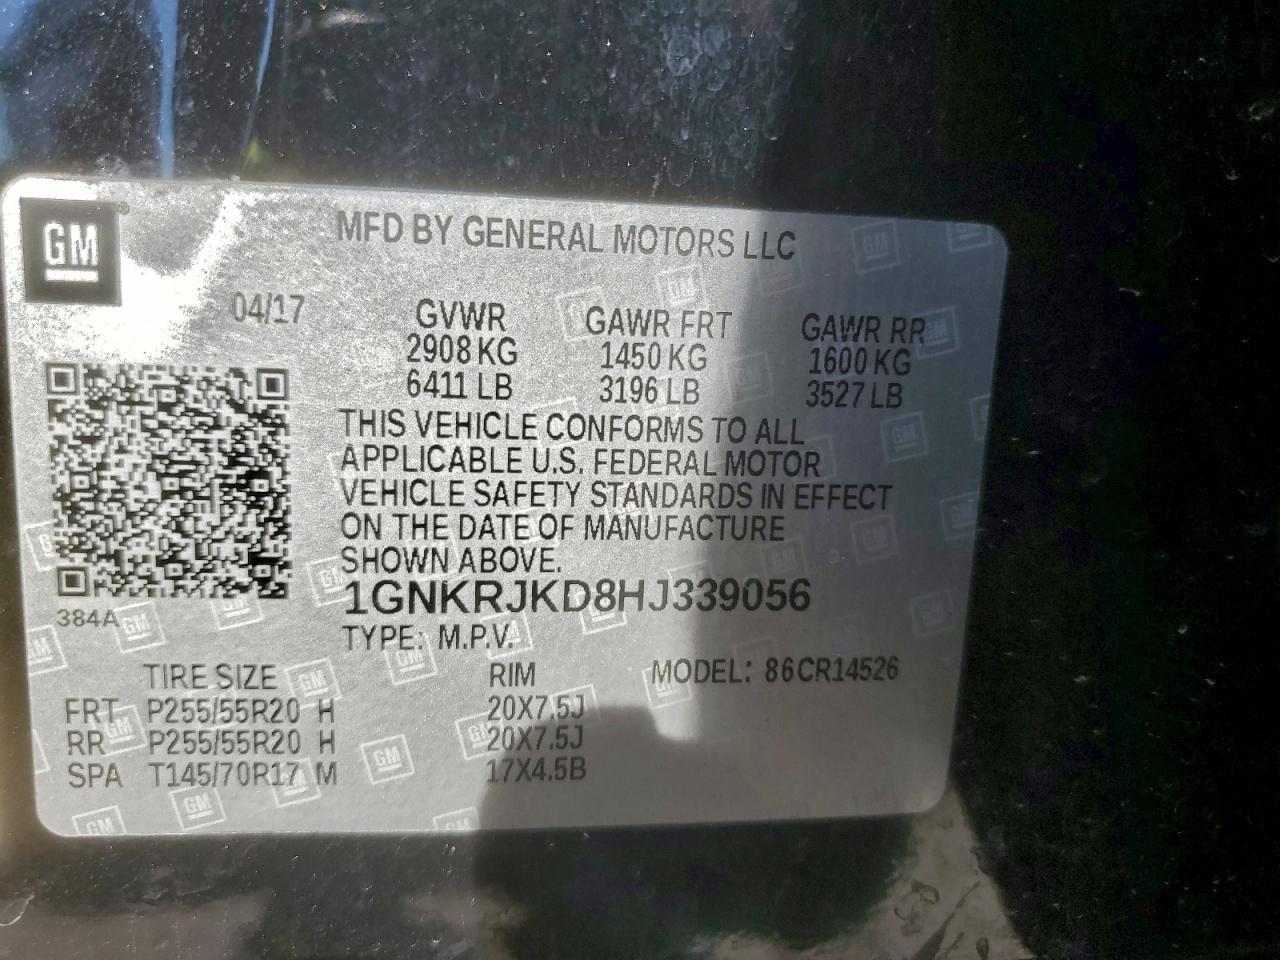 GM
MFD BY GENERAL MOTORS LLC
04/17
GVWR GAWR FRT GAWR RR
2908 KG 1450 KG 1600 KG
6411 LB 3196 LB 3527 LB
THIS VEHICLE CONFORMS TO ALL
APPLICABLE U.S. FEDERAL MOTOR
VEHICLE SAFETY STANDARDS IN EFFECT
ON THE DATE OF MANUFACTURE
SHOWN ABOVE.
1GNKRJKD8HJ339056
384A
TYPE: M.P.V.
TIRE SIZE RIM MODEL: 86CR14526
FRT P255/55R20 H 20X7.5J
RR P255/55R20 H 20X7.5J
SPA T145/70R17 M 17X4.5B